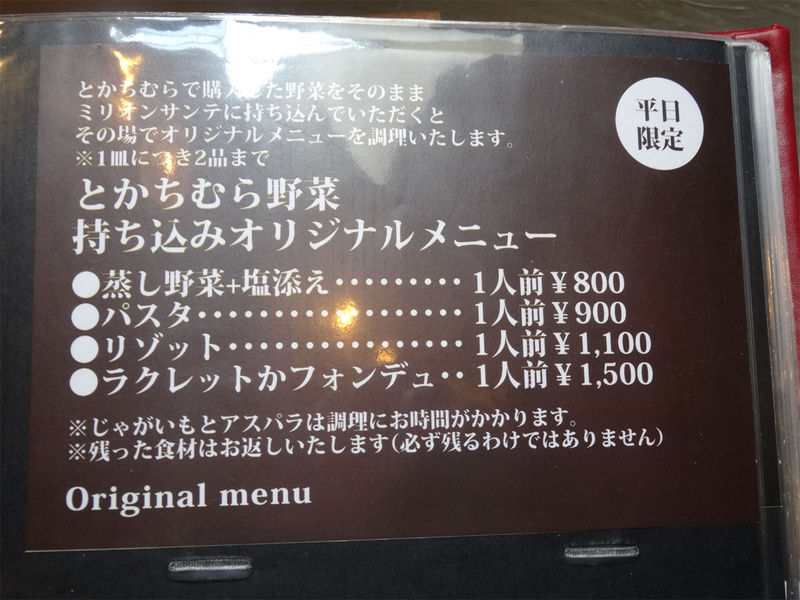 とかちむらで購入した野菜をそのまま
ミリオンサンテに持ち込んでいただくと
その場でオリジナルメニューを調理いたします。
※1皿につき2品まで
平日
限定
とかちむら野菜
持ち込みオリジナルメニュー
●蒸し野菜+塩添え‥‥‥‥‥ 1人前￥800
●パスタ‥‥‥‥‥‥‥‥‥ 1人前￥900
●リゾット‥‥‥‥‥‥‥‥ 1人前￥1,100
●ラクレットかフォンデュ‥ 1人前￥1,500
※じゃがいもとアスパラは調理にお時間がかかります。
※残った食材はお返しいたします(必ず残るわけではありません)
Original menu